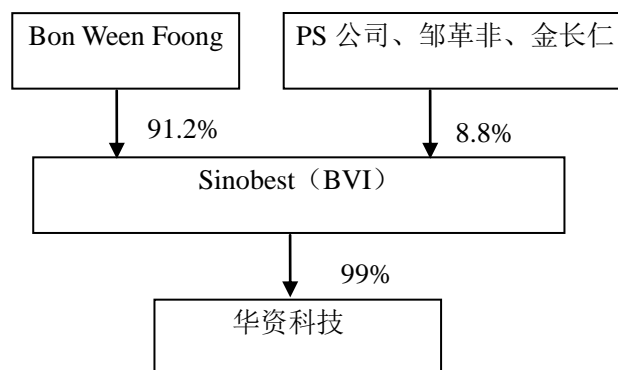 Bon Ween Foong
PS 公司、邹革非、金长仁
91.2%
8.8%
Sinobest（BVI）
99%
华资科技